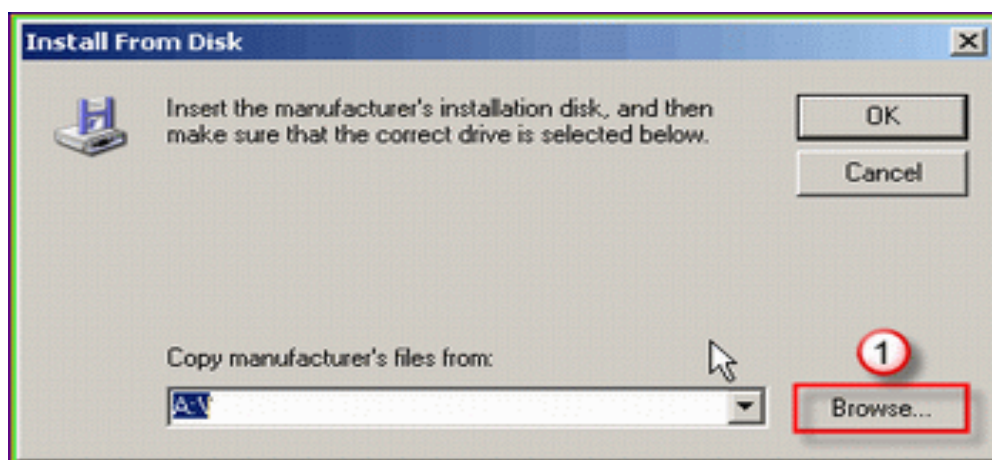 Install From Disk
Insert the manufacturer's installation disk, and then
make sure that the correct drive is selected below.
OK
Cancel
Copy manufacturer's files from:
A:\
1
Browse...